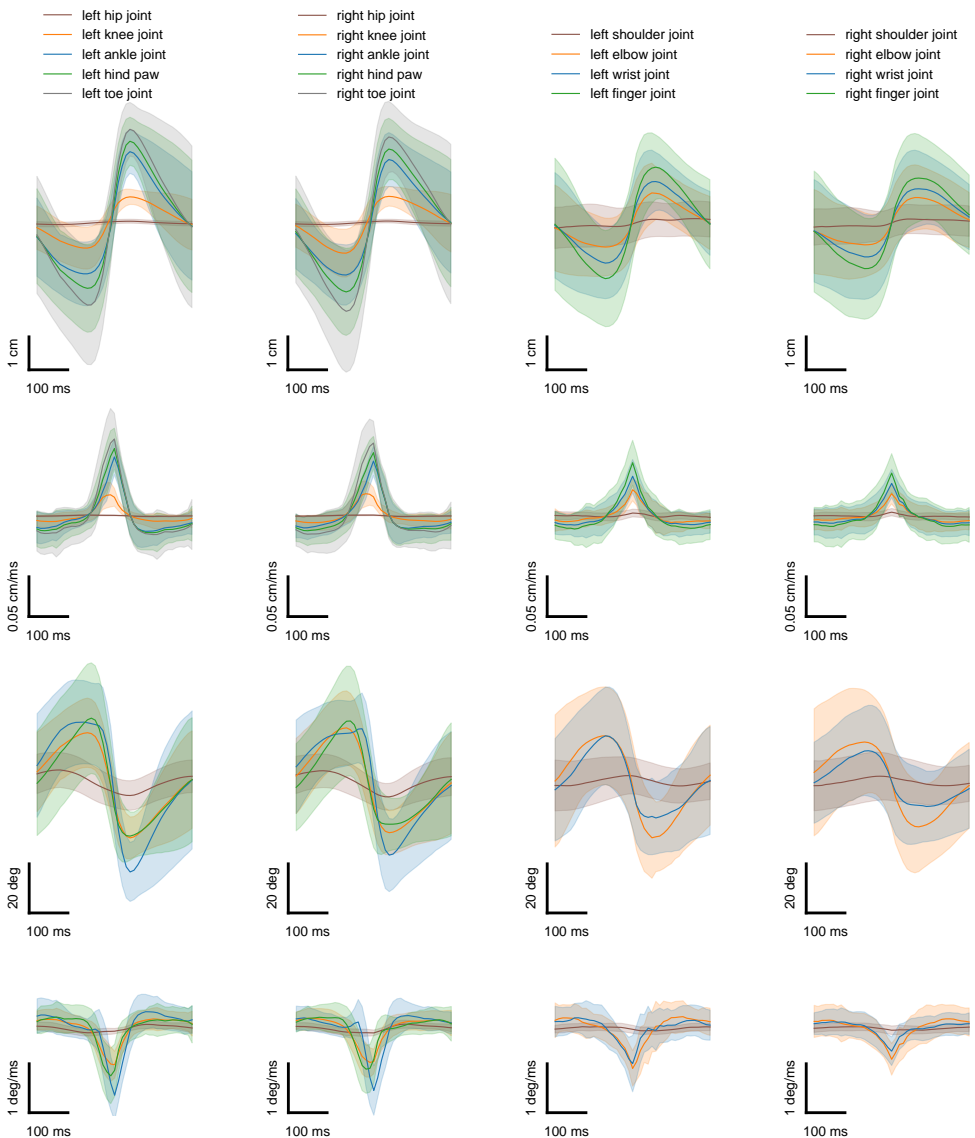 left hip joint
left knee joint
left ankle joint
left hind paw
left toe joint
right hip joint
right knee joint
right ankle joint
right hind paw
right toe joint
left shoulder joint
left elbow joint
left wrist joint
left finger joint
right shoulder joint
right elbow joint
right wrist joint
right finger joint
1 cm
100 ms
1 cm
100 ms
1 cm
100 ms
1 cm
100 ms
0.05 cm/ms
100 ms
0.05 cm/ms
100 ms
0.05 cm/ms
100 ms
0.05 cm/ms
100 ms
20 deg
100 ms
20 deg
100 ms
20 deg
100 ms
20 deg
100 ms
1 deg/ms
100 ms
1 deg/ms
100 ms
1 deg/ms
100 ms
1 deg/ms
100 ms